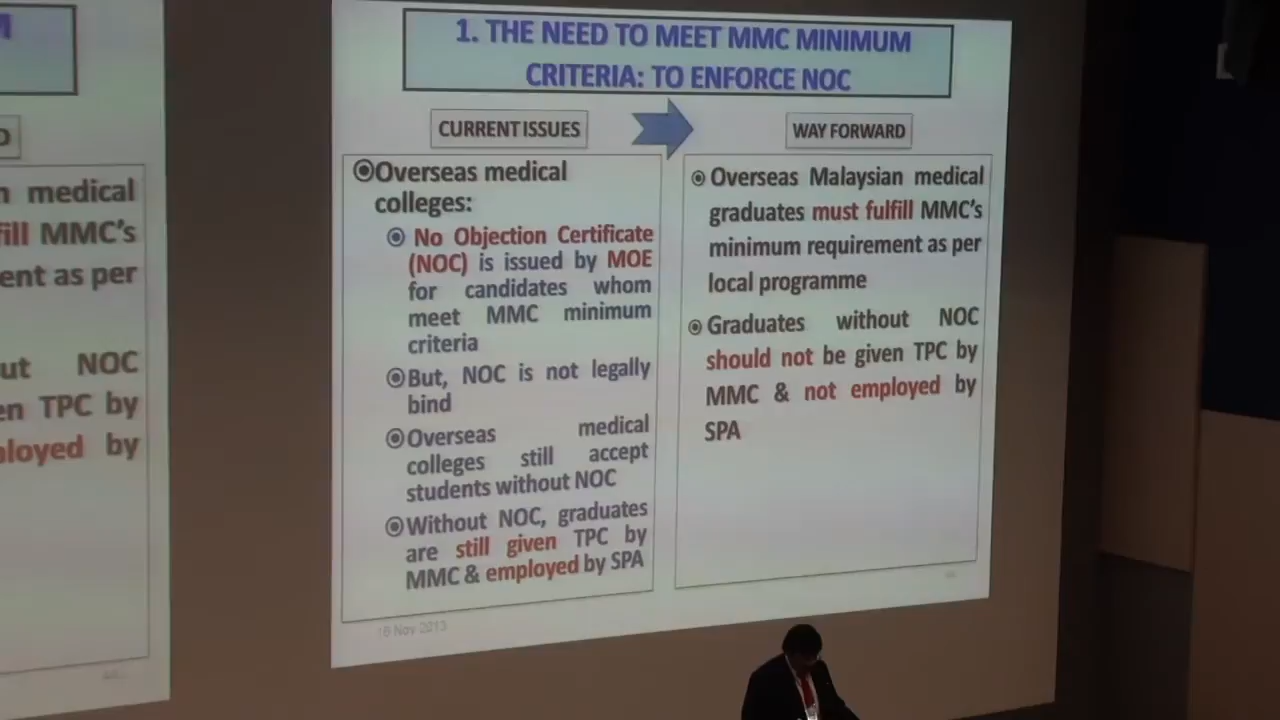 1. THE NEED TO MEET MMC MINIMUM
CRITERIA: TO ENFORCE NOC
CURRENT ISSUES
Overseas medical
colleges:
No Objection Certificate
(NOC) is issued by MOE
for candidates whom
meet MMC minimum
criteria
But, NOC is not legally
bind
Overseas medical
colleges still accept
students without NOC
Without NOC, graduates
are still given TPC by
MMC & employed by SPA
WAY FORWARD
Overseas Malaysian medical
graduates must fulfill MMC's
minimum requirement as per
local programme
Graduates without NOC
should not be given TPC by
MMC & not employed by
SPA
Nov 2013
medical
MMC's
ent as per
NOC
TPC by
ployed by